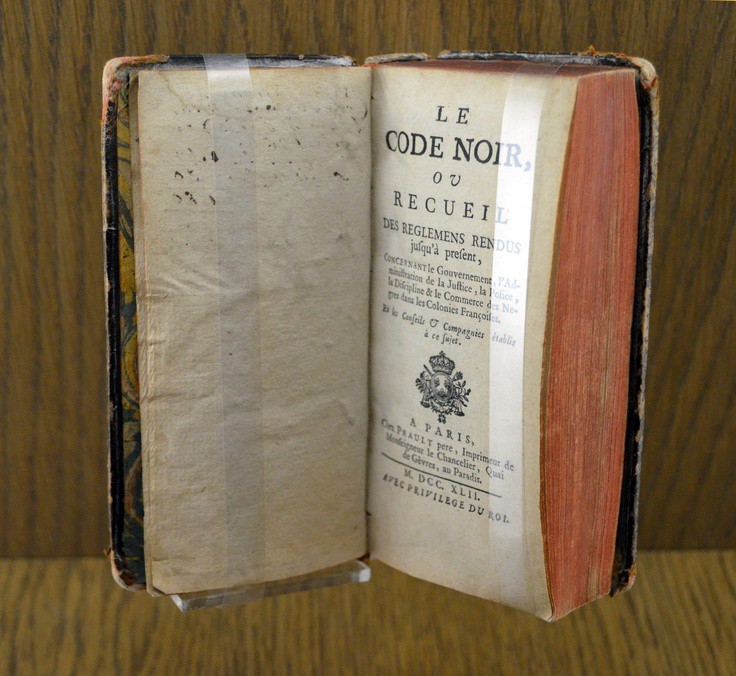 LE
CODE NOIR,
OU
RECUEIL
DES REGLEMENS RENDUS
jusqu'à present,
CONCERNANT le Gouvernement, l'Ad-
ministration de la Justice, la Police,
la Discipline & le Commerce des Ne-
gres dans les Colonies Françoises.
Et les Conseils & Compagnies établis
à ce sujet.
A PARIS,
Chez PRAULT pere, Imprimeur de
Monseigneur le Chancelier, Quai
de Gêvres, au Paradis.
M. DCC. XLII.
AVEC PRIVILEGE DU ROI.